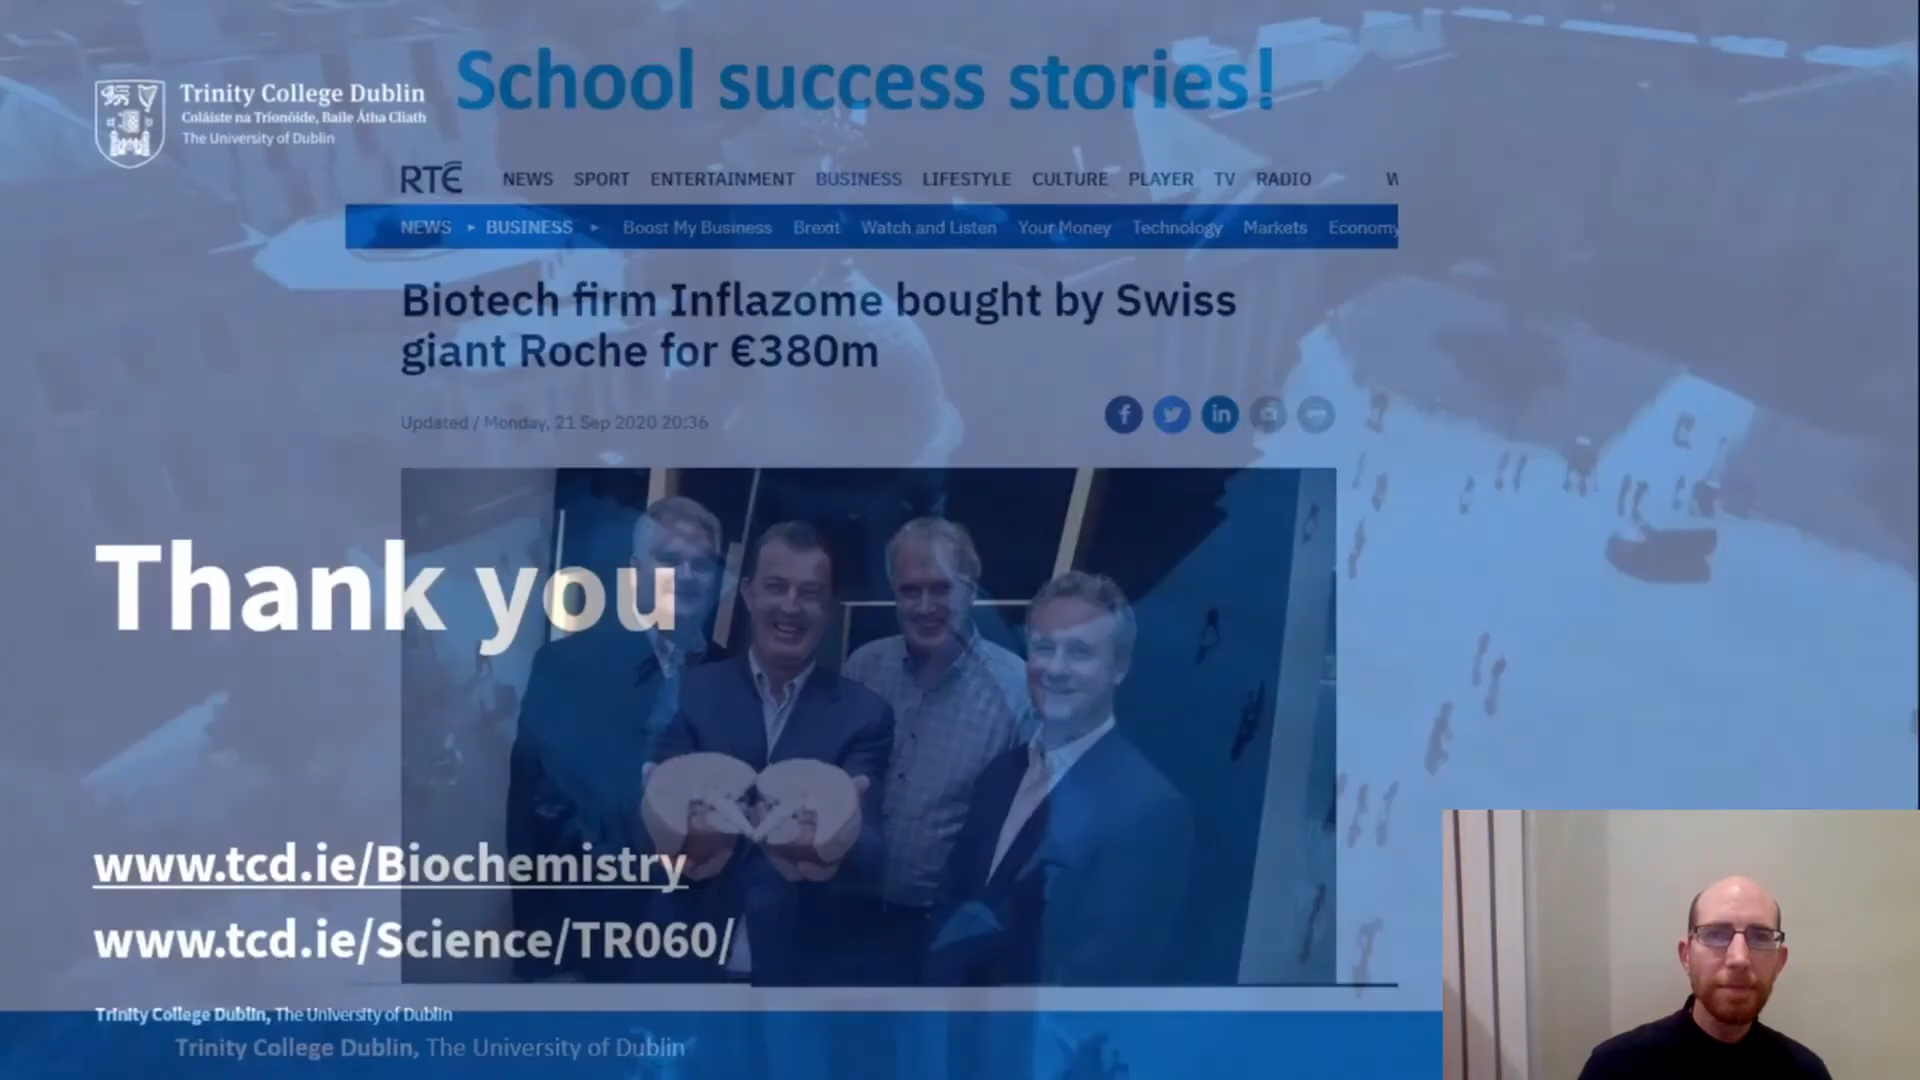 School success stories!
Trinity College Dublin
Coláiste na Tríonóide, Baile Átha Cliath
The University of Dublin
RTÉ NEWS SPORT ENTERTAINMENT BUSINESS LIFESTYLE CULTURE PLAYER TV RADIO
NEWS ▸ BUSINESS ▸ Boost My Business Brexit Watch and Listen Your Money Technology Markets Economy
Biotech firm Inflazome bought by Swiss
giant Roche for €380m
Updated / Monday, 21 Sep 2020 20:36
Thank you
www.tcd.ie/Biochemistry
www.tcd.ie/Science/TR060/
Trinity College Dublin, The University of Dublin
Trinity College Dublin, The University of Dublin